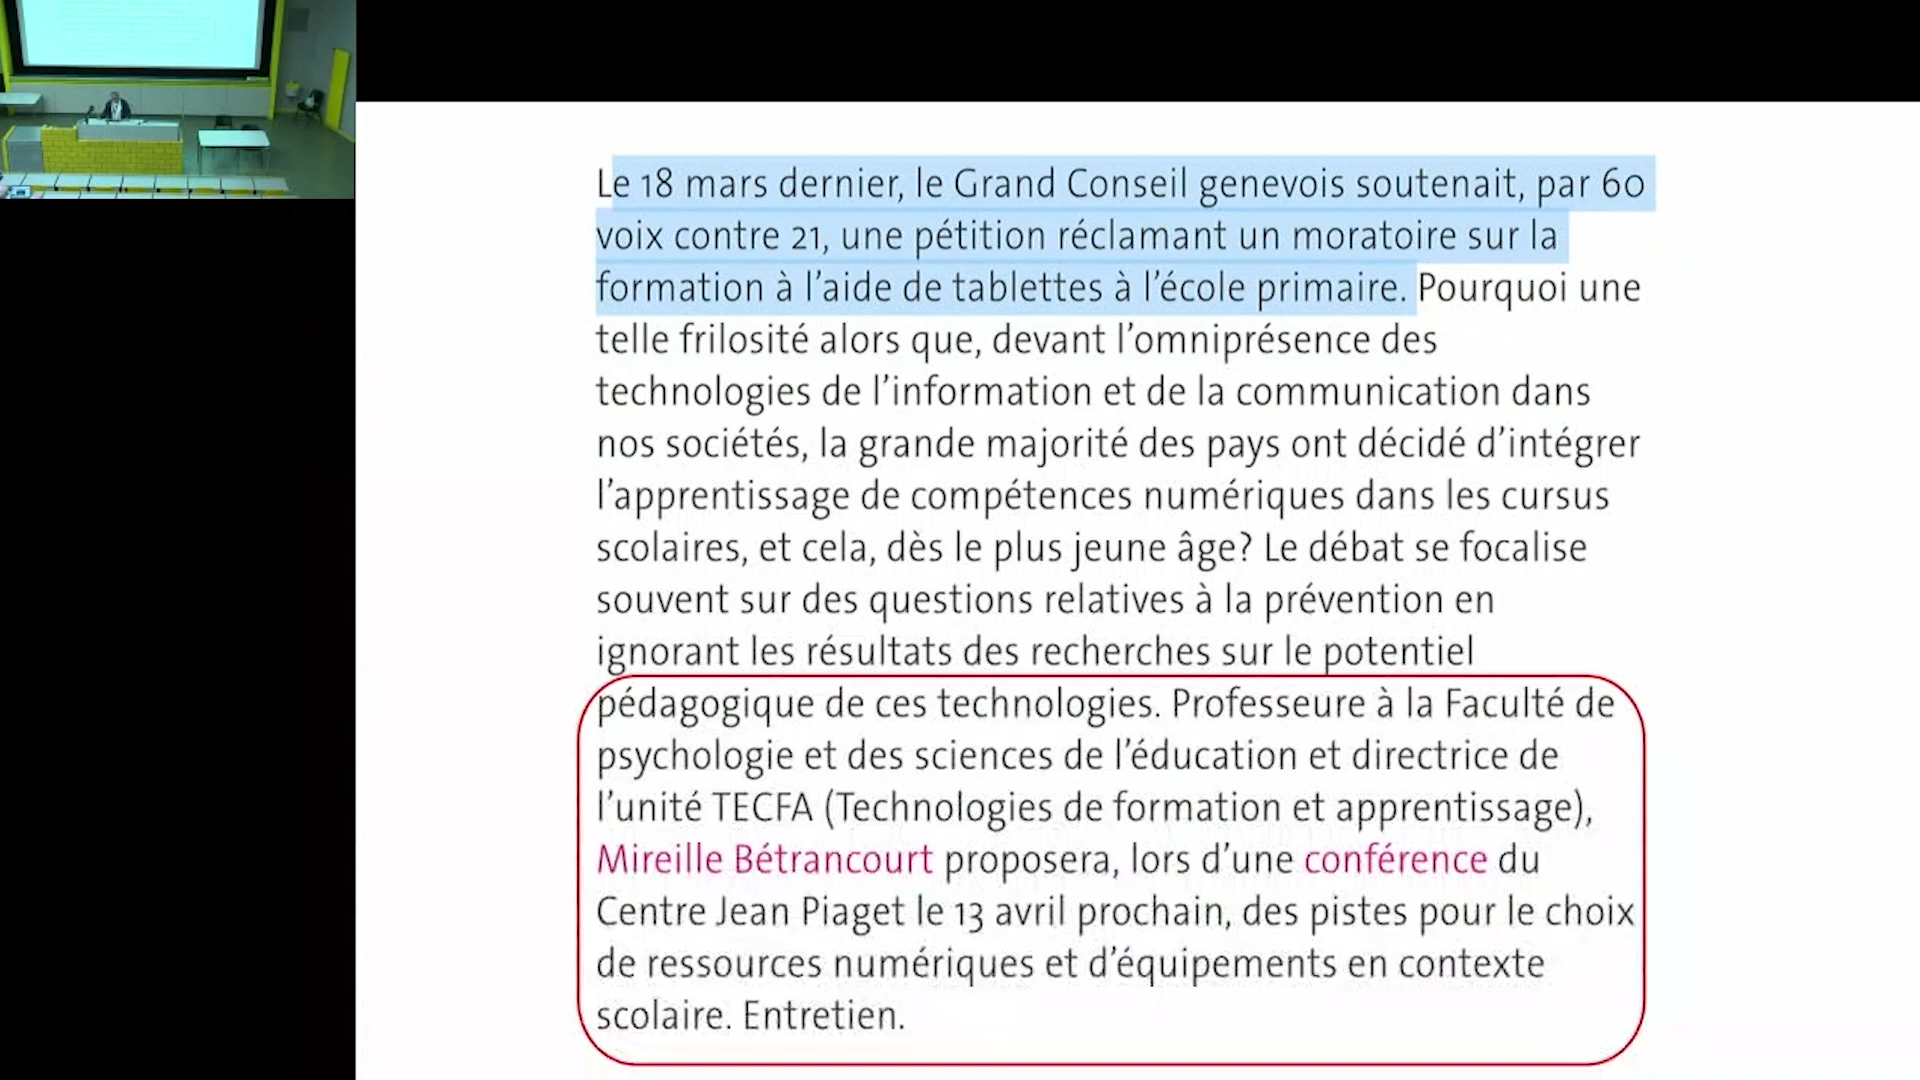 Le 18 mars dernier, le Grand Conseil genevois soutenait, par 60
voix contre 21, une pétition réclamant un moratoire sur la
formation à l’aide de tablettes à l’école primaire. Pourquoi une
telle frilosité alors que, devant l’omniprésence des
technologies de l’information et de la communication dans
nos sociétés, la grande majorité des pays ont décidé d’intégrer
l’apprentissage de compétences numériques dans les cursus
scolaires, et cela, dès le plus jeune âge? Le débat se focalise
souvent sur des questions relatives à la prévention en
ignorant les résultats des recherches sur le potentiel
pédagogique de ces technologies. Professeure à la Faculté de
psychologie et des sciences de l’éducation et directrice de
l’unité TECFA (Technologies de formation et apprentissage),
Mireille Bétrancourt proposera, lors d’une conférence du
Centre Jean Piaget le 13 avril prochain, des pistes pour le choix
de ressources numériques et d’équipements en contexte
scolaire. Entretien.